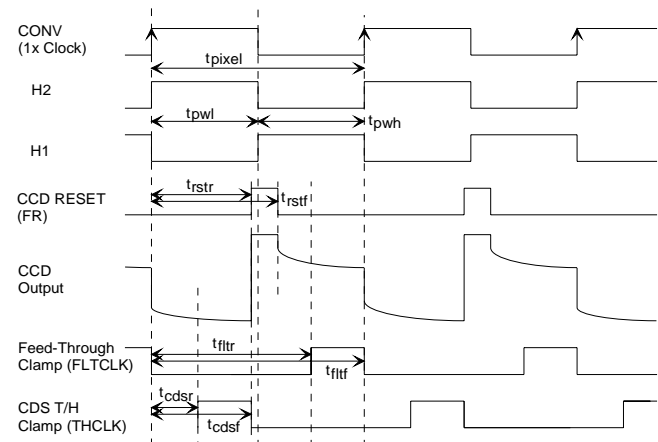 CONV
(1x Clock)
tpixel
H2
tpwl
tpwh
H1
trstr
CCD RESET
(FR)
trstf
CCD
Output
Feed-Through
Clamp (FLTCLK)
tfltr
tfltf
tcdsr
CDS T/H
Clamp (THCLK)
tcdsf